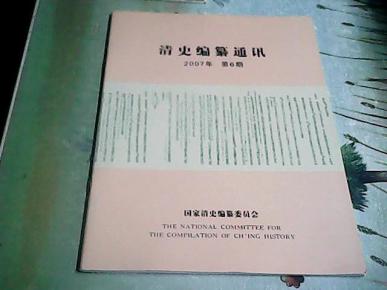 清史编纂通讯
2007年 第6期
国家清史编纂委员会
THE NATIONAL COMMITTEE FOR
THE COMPILATION OF CH'ING HISTORY